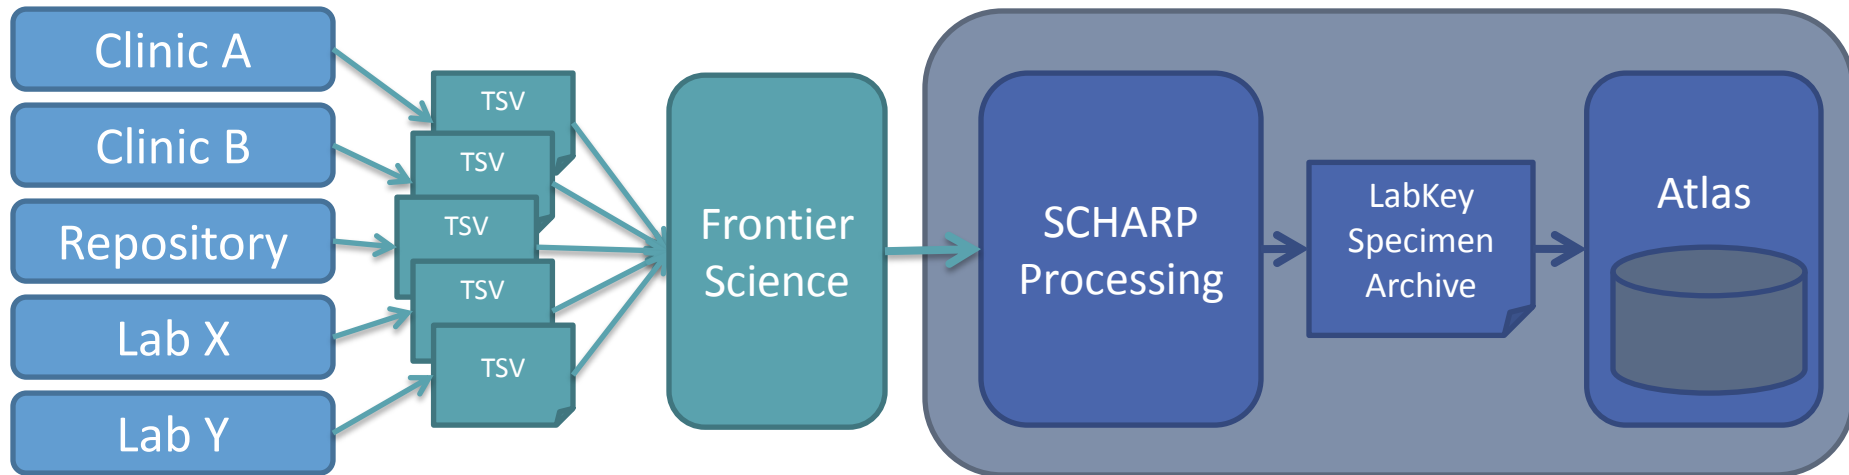 Clinic A
Clinic B
Repository
Lab X
Lab Y
TSV
TSV
TSV
TSV
TSV
Frontier
Science
SCHARP
Processing
LabKey
Specimen
Archive
Atlas